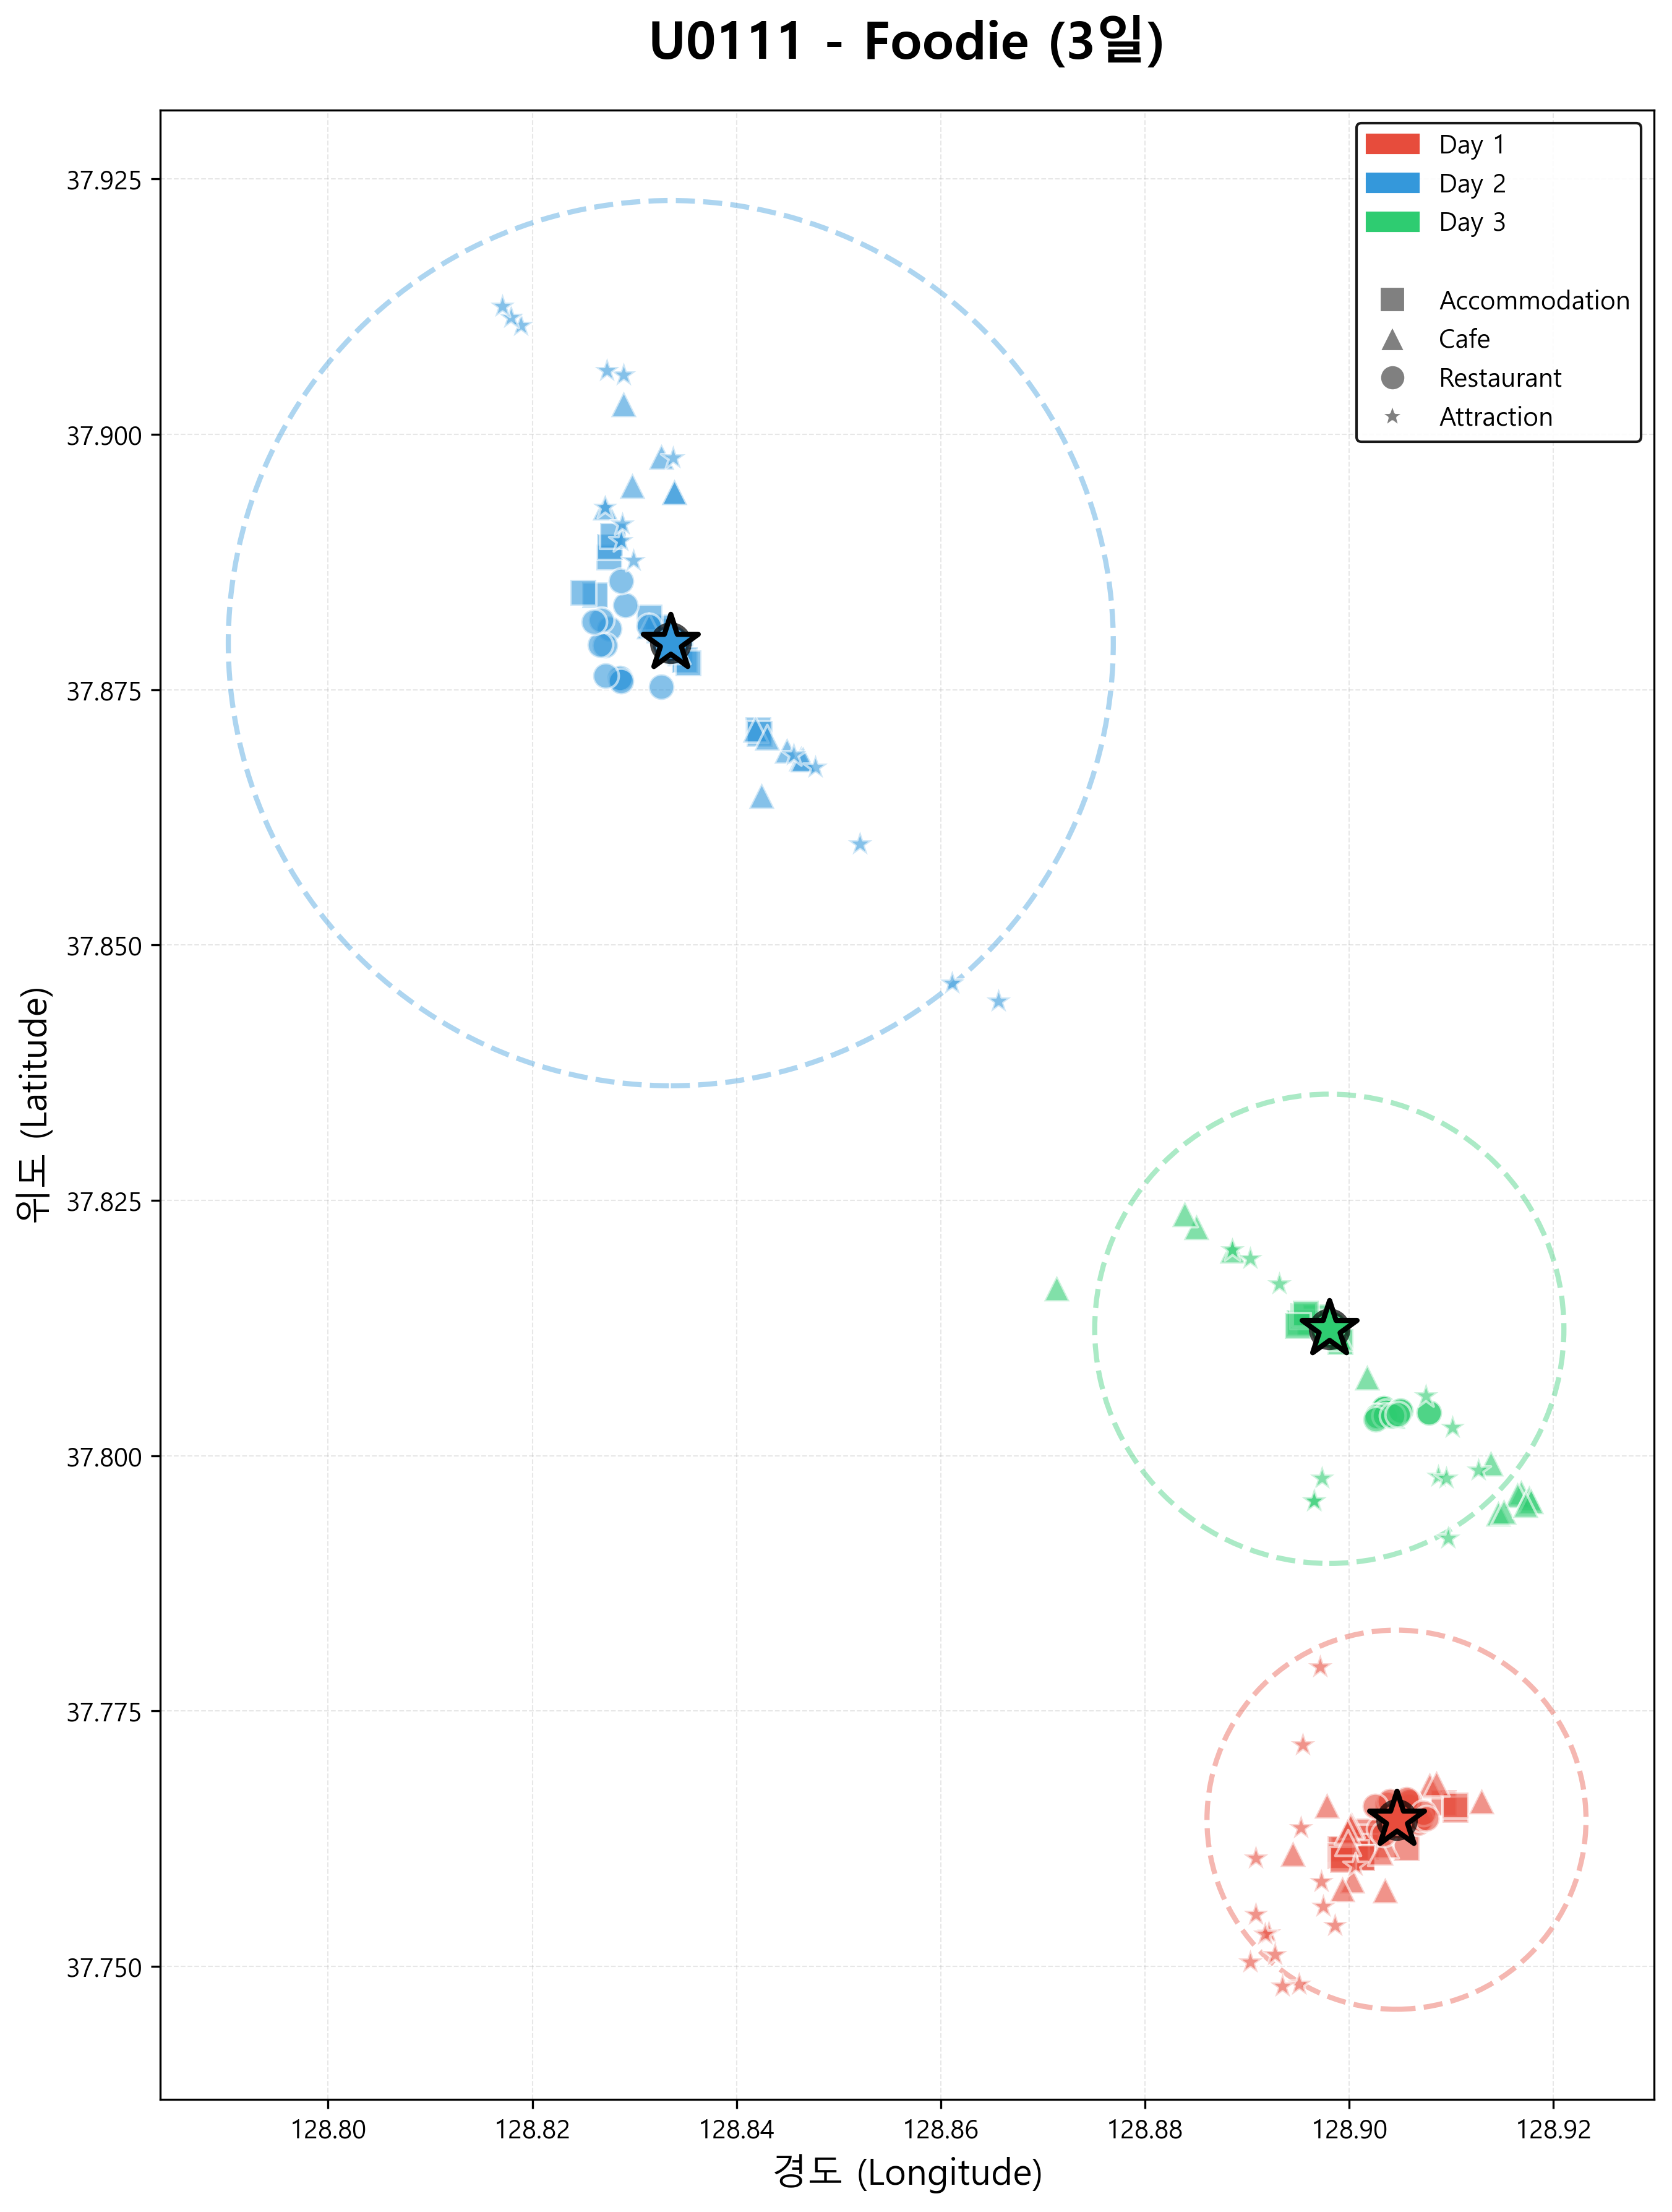 U0111 - Foodie (3일)
Day 1
Day 2
Day 3
Accommodation
Cafe
Restaurant
Attraction
37.925
37.900
37.875
37.850
37.825
37.800
37.775
37.750
위도 (Latitude)
128.80
128.82
128.84
128.86
128.88
128.90
128.92
경도 (Longitude)